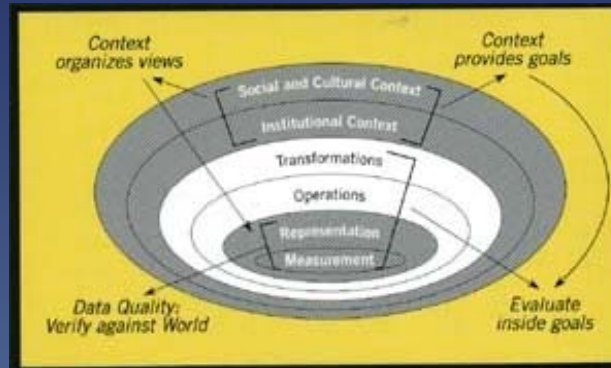 Context
organizes views
Context
provides goals
Social and Cultural Context
Institutional Context
Transformations
Operations
Representation
Measurement
Data Quality:
Verify against World
Evaluate
inside goals